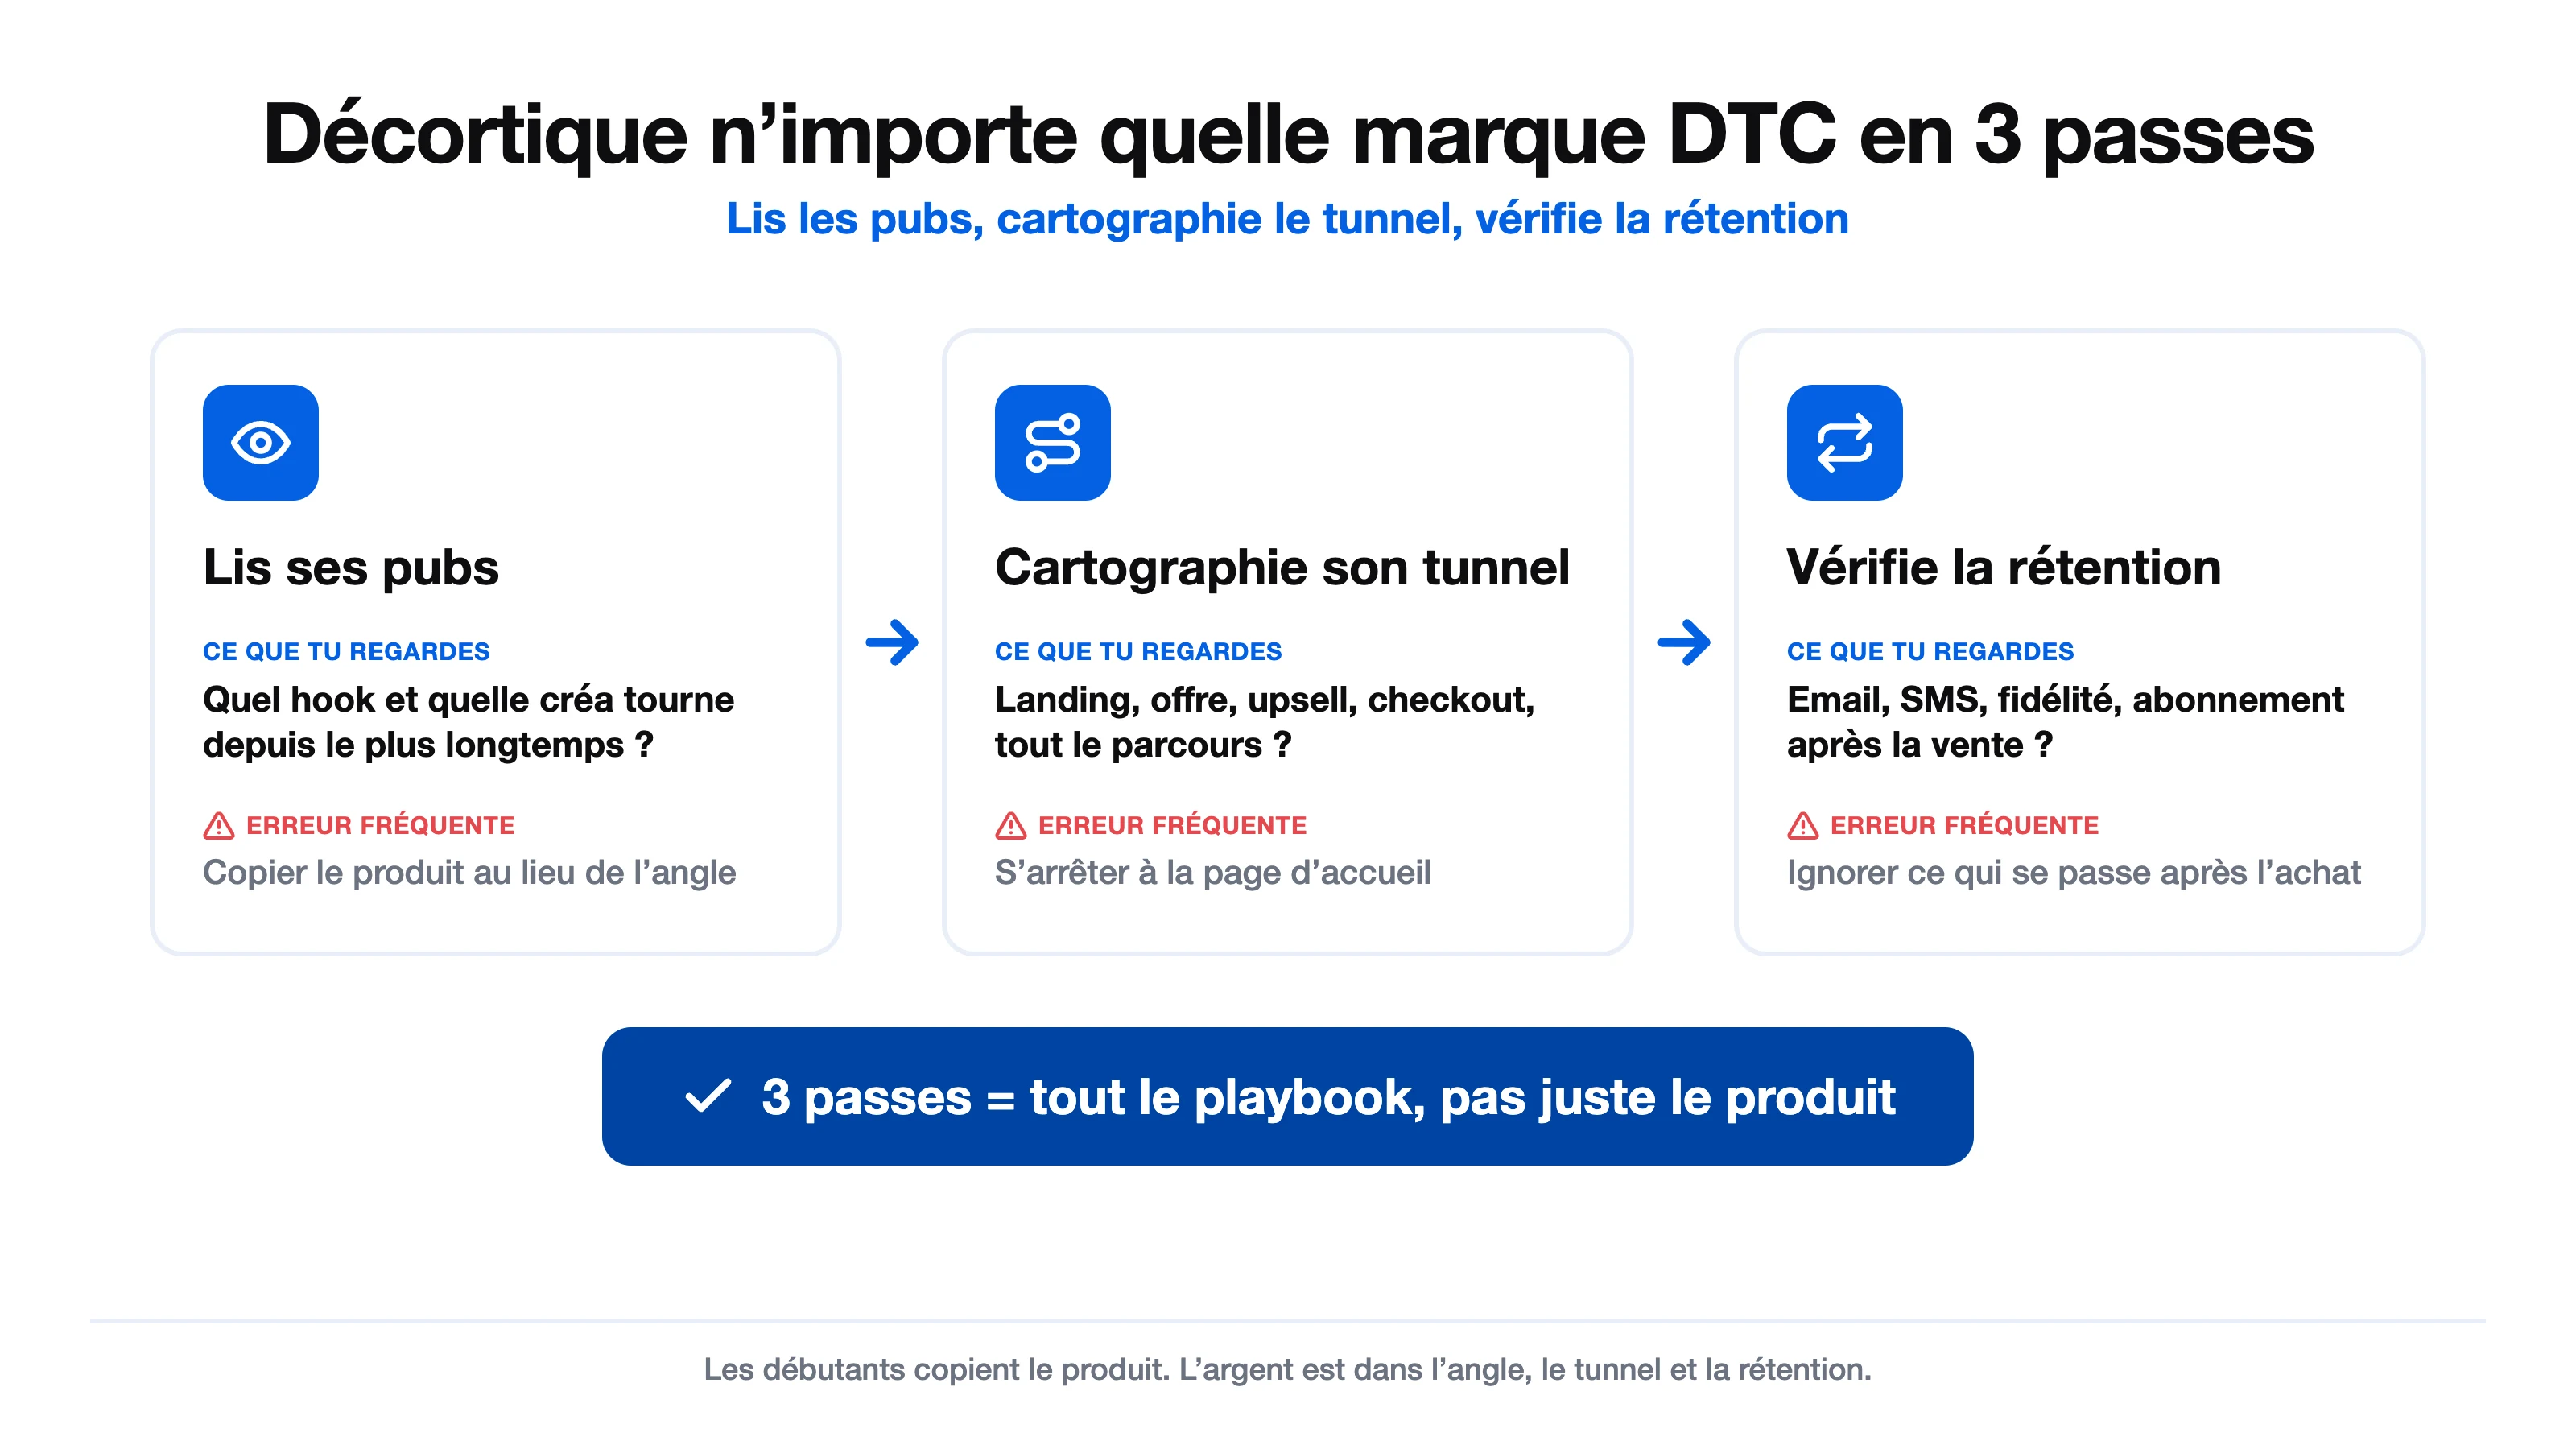 Décortique n’importe quelle marque DTC en 3 passes
Lis les pubs, cartographie le tunnel, vérifie la rétention
Lis ses pubs
CE QUE TU REGARDES
Quel hook et quelle créa tourne
depuis le plus longtemps ?
ERREUR FRÉQUENTE
Copier le produit au lieu de l’angle
Cartographie son tunnel
CE QUE TU REGARDES
Landing, offre, upsell, checkout,
tout le parcours ?
ERREUR FRÉQUENTE
S’arrêter à la page d’accueil
Vérifie la rétention
CE QUE TU REGARDES
Email, SMS, fidélité, abonnement
après la vente ?
ERREUR FRÉQUENTE
Ignorer ce qui se passe après l’achat
3 passes = tout le playbook, pas juste le produit
Les débutants copient le produit. L’argent est dans l’angle, le tunnel et la rétention.